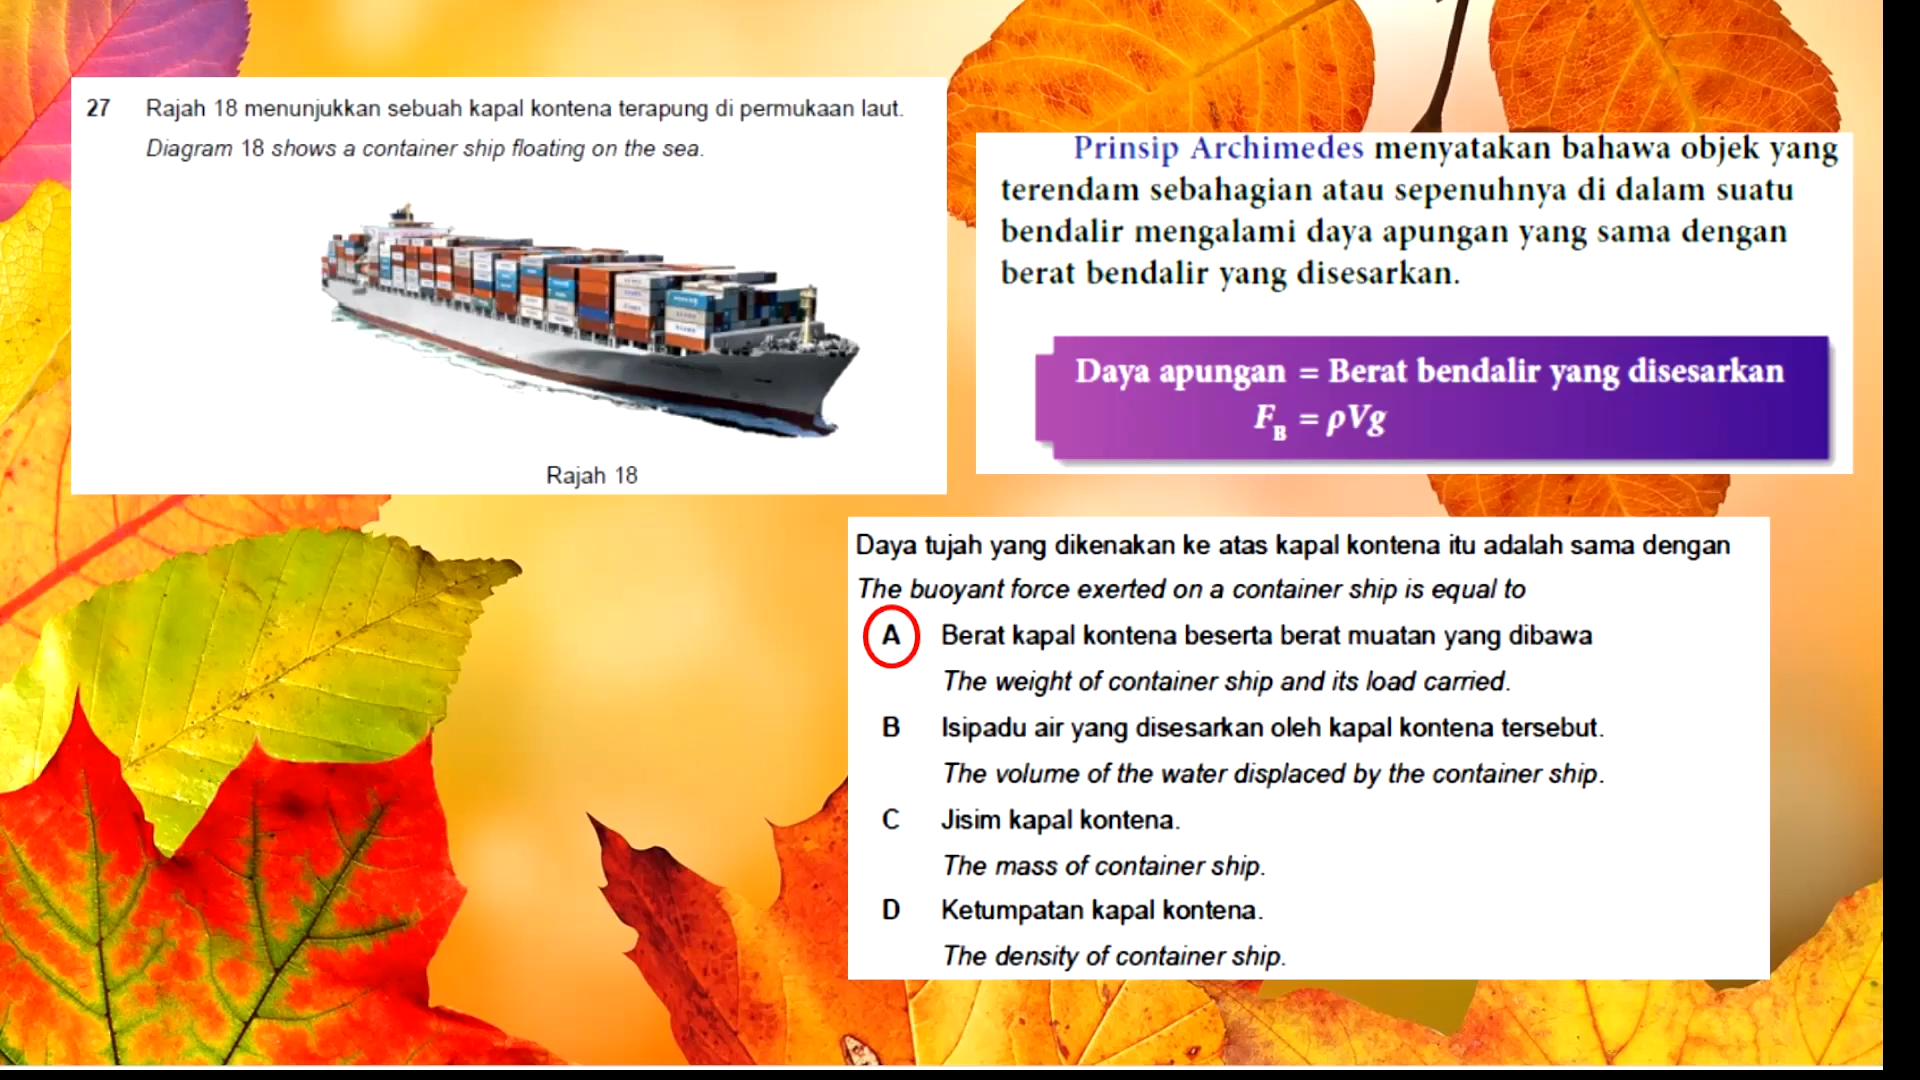 27 Rajah 18 menunjukkan sebuah kapal kontena terapung di permukaan laut.
Diagram 18 shows a container ship floating on the sea.
Rajah 18
Prinsip Archimedes menyatakan bahawa objek yang
terendam sebahagian atau sepenuhnya di dalam suatu
bendalir mengalami daya apungan yang sama dengan
berat bendalir yang disesarkan.
Daya apungan = Berat bendalir yang disesarkan
F_B = ρVg
Daya tujah yang dikenakan ke atas kapal kontena itu adalah sama dengan
The buoyant force exerted on a container ship is equal to
A Berat kapal kontena beserta berat muatan yang dibawa
The weight of container ship and its load carried.
B Isipadu air yang disesarkan oleh kapal kontena tersebut.
The volume of the water displaced by the container ship.
C Jisim kapal kontena.
The mass of container ship.
D Ketumpatan kapal kontena.
The density of container ship.